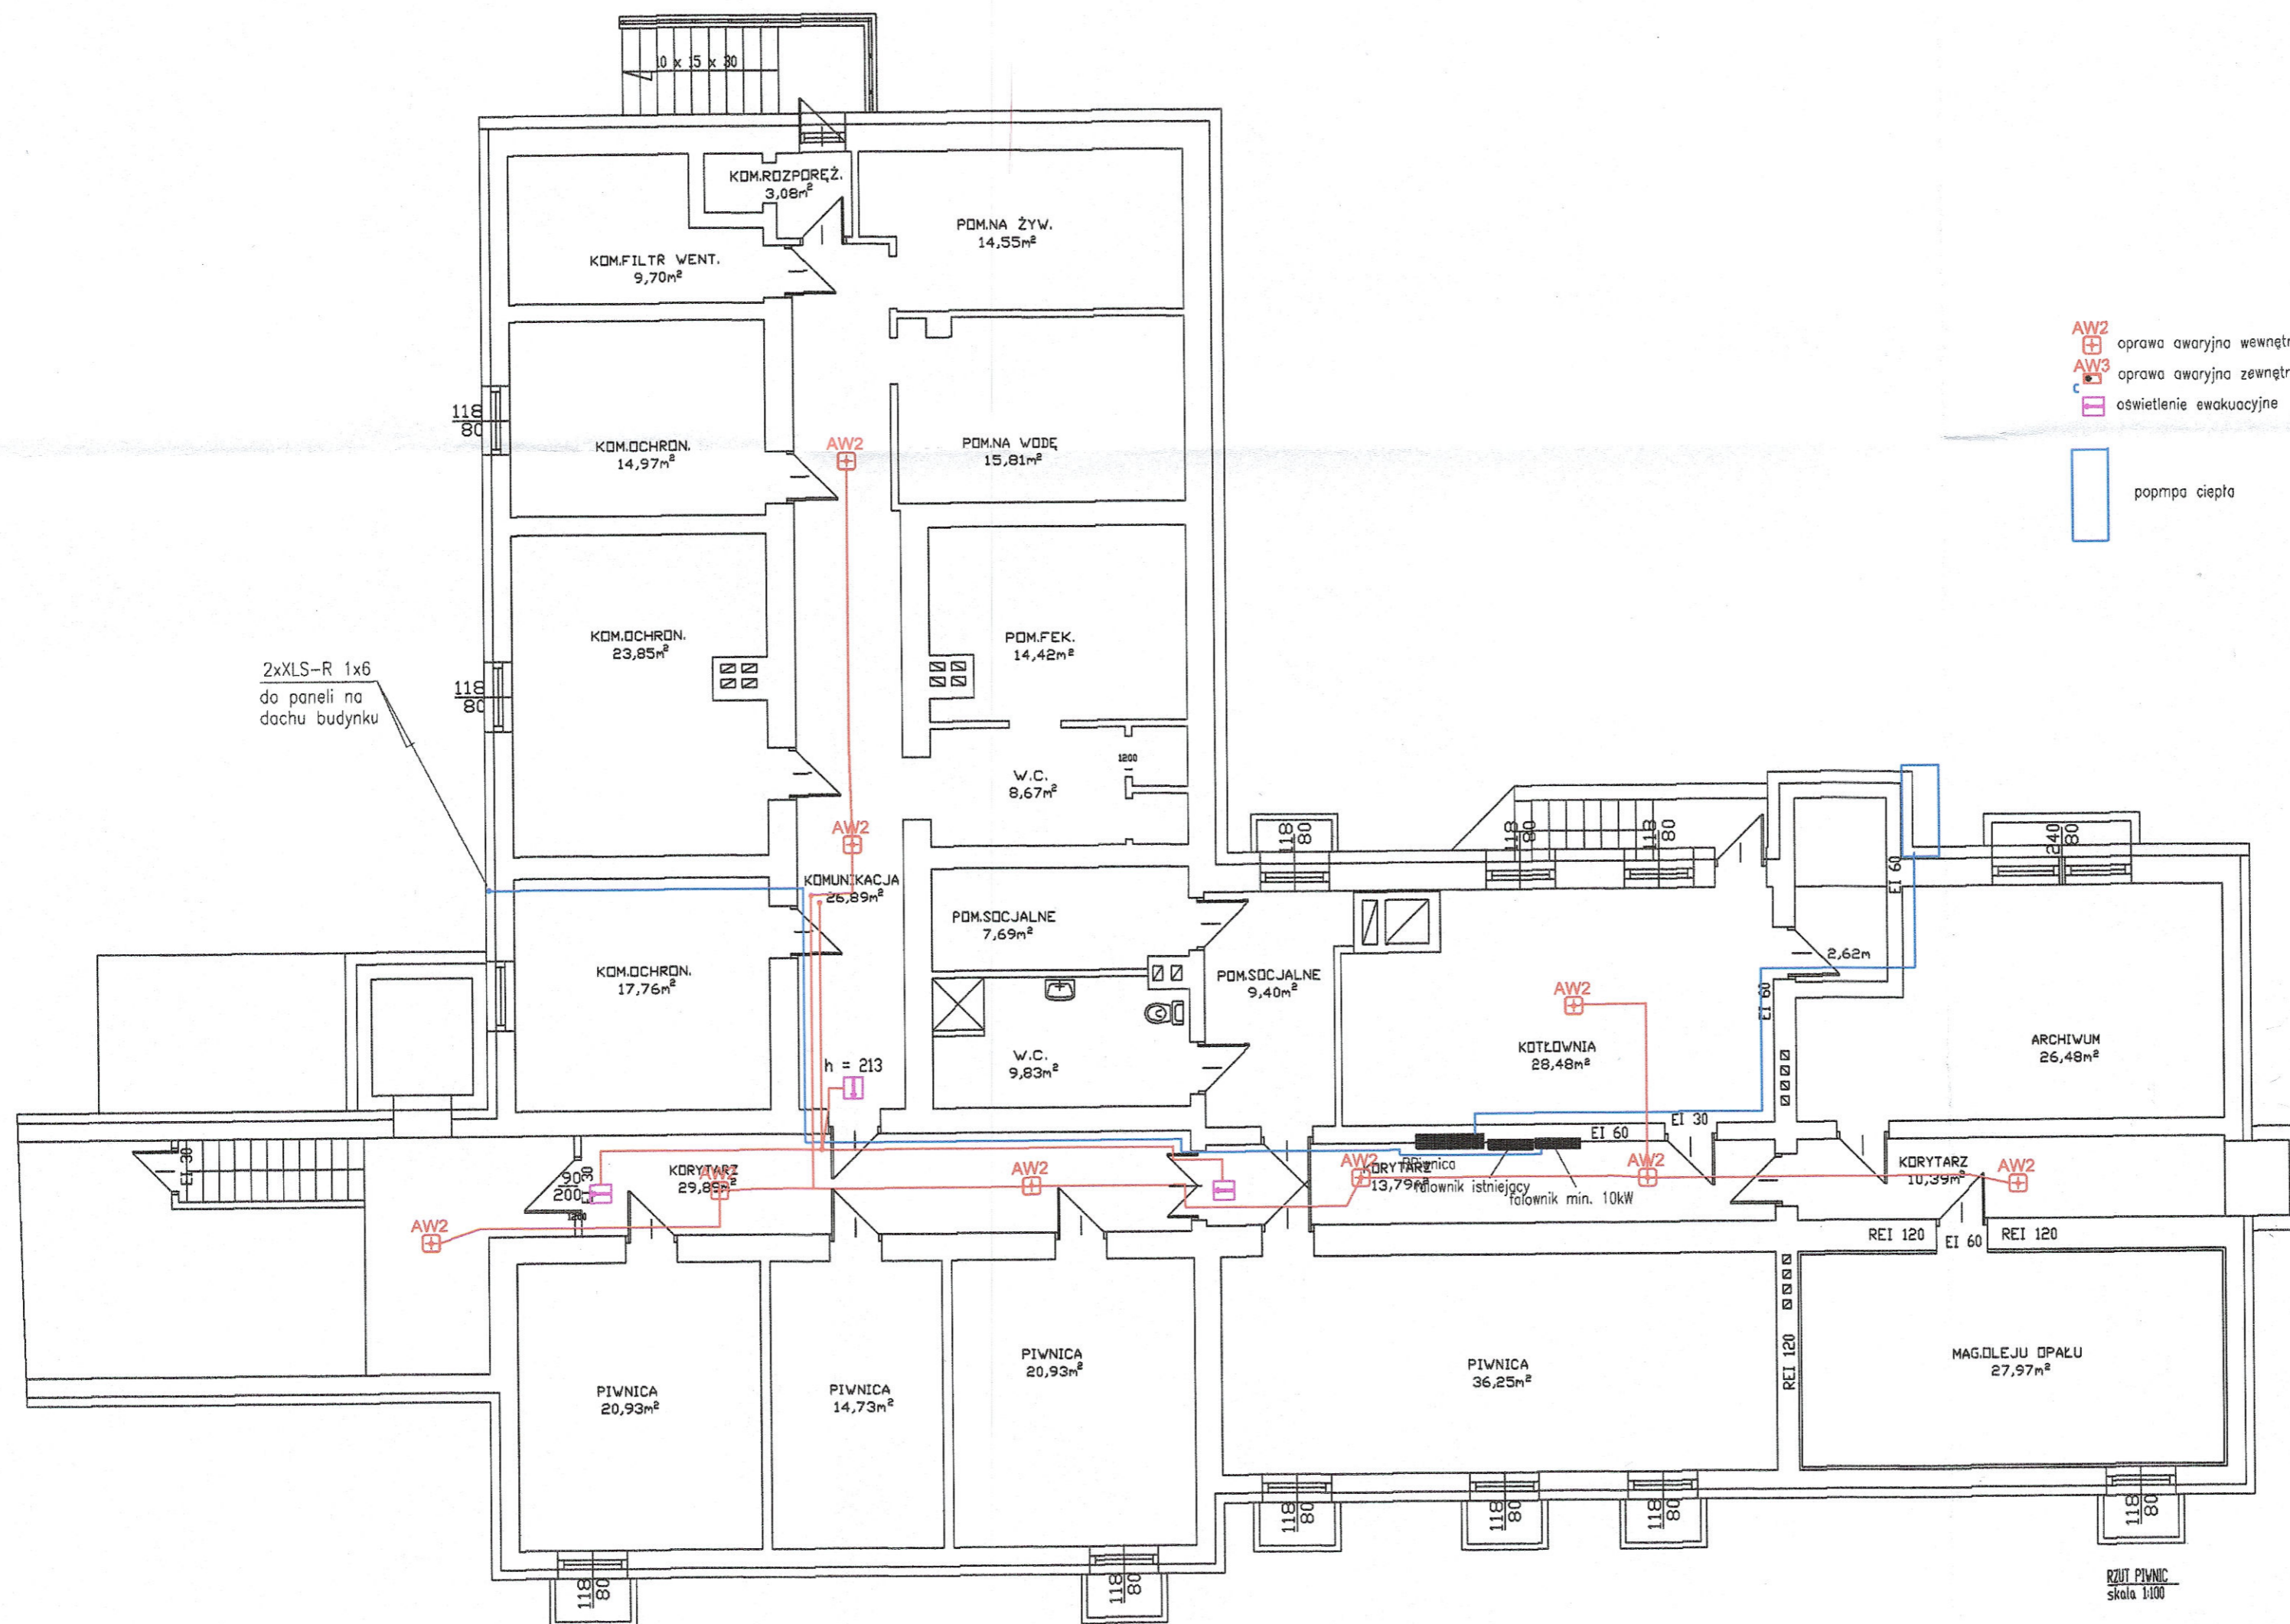 10 x 15 x 30
KOM.ROZPORĘŻ.
3,08m²
POM.NA ŻYW.
14,55m²
KOM.FILTR WENT.
9,70m²
AW2
oprawa awaryjna wewnętr
AW3
oprawa awaryjna zewnętr
c
oświetlenie ewakuacyjne
popmpa ciepła
118
80
KOM.OCHRON.
14,97m²
AW2
POM.NA WODĘ
15,81m²
KOM.OCHRON.
23,85m²
POM.FEK.
14,42m²
2xXLS-R 1x6
do paneli na
dachu budynku
118
80
W.C.
8,67m²
1200
AW2
118
80
118
80
118
80
240
80
KOMUNIKACJA
26,89m²
EI 60
POM.SOCJALNE
7,69m²
KOM.OCHRON.
17,76m²
POM.SOCJALNE
9,40m²
2,62m
EI 60
AW2
KOTŁOWNIA
28,48m²
ARCHIWUM
26,48m²
W.C.
9,83m²
h = 213
EI 30
EI 60
EI 30
90
200
EI 30
1200
KORYTARZ
29,89m²
AW2
AW2
AW2
KORYTARZ
13,79m²
RPiwnica
falownik istniejący
falownik min. 10kW
AW2
KORYTARZ
10,39m²
AW2
AW2
REI 120
EI 60
REI 120
PIWNICA
20,93m²
PIWNICA
14,73m²
PIWNICA
20,93m²
PIWNICA
36,25m²
REI 120
MAG.OLEJU OPAŁU
27,97m²
118
80
118
80
118
80
118
80
118
80
118
80
RZUT PIWNIC
skala 1:100